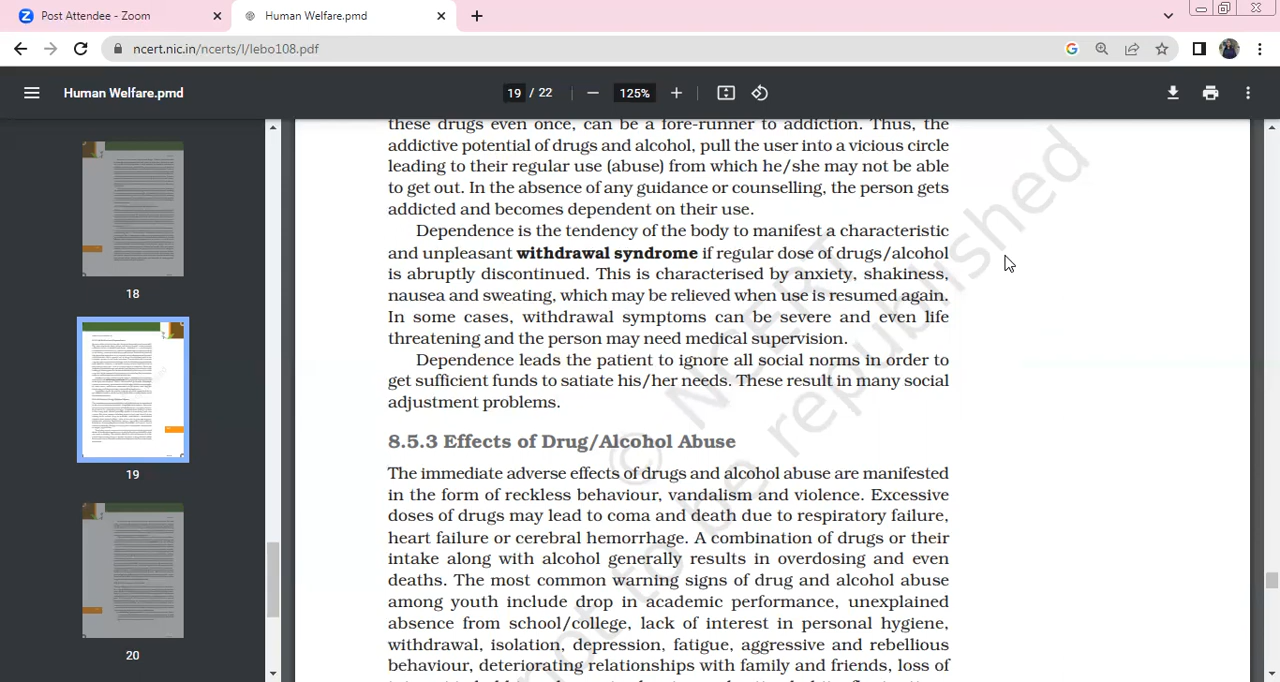 Post Attendee - Zoom
Human Welfare.pmd
ncert.nic.in/ncerts/l/lebo108.pdf
Human Welfare.pmd
19 / 22
125%
18
19
20
these drugs even once, can be a fore-runner to addiction. Thus, the
addictive potential of drugs and alcohol, pull the user into a vicious circle
leading to their regular use (abuse) from which he/she may not be able
to get out. In the absence of any guidance or counselling, the person gets
addicted and becomes dependent on their use.
Dependence is the tendency of the body to manifest a characteristic
and unpleasant withdrawal syndrome if regular dose of drugs/alcohol
is abruptly discontinued. This is characterised by anxiety, shakiness,
nausea and sweating, which may be relieved when use is resumed again.
In some cases, withdrawal symptoms can be severe and even life
threatening and the person may need medical supervision.
Dependence leads the patient to ignore all social norms in order to
get sufficient funds to satiate his/her needs. These result in many social
adjustment problems.
8.5.3 Effects of Drug/Alcohol Abuse
The immediate adverse effects of drugs and alcohol abuse are manifested
in the form of reckless behaviour, vandalism and violence. Excessive
doses of drugs may lead to coma and death due to respiratory failure,
heart failure or cerebral hemorrhage. A combination of drugs or their
intake along with alcohol generally results in overdosing and even
deaths. The most common warning signs of drug and alcohol abuse
among youth include drop in academic performance, unexplained
absence from school/college, lack of interest in personal hygiene,
withdrawal, isolation, depression, fatigue, aggressive and rebellious
behaviour, deteriorating relationships with family and friends, loss of
© NCERT
not to be republished